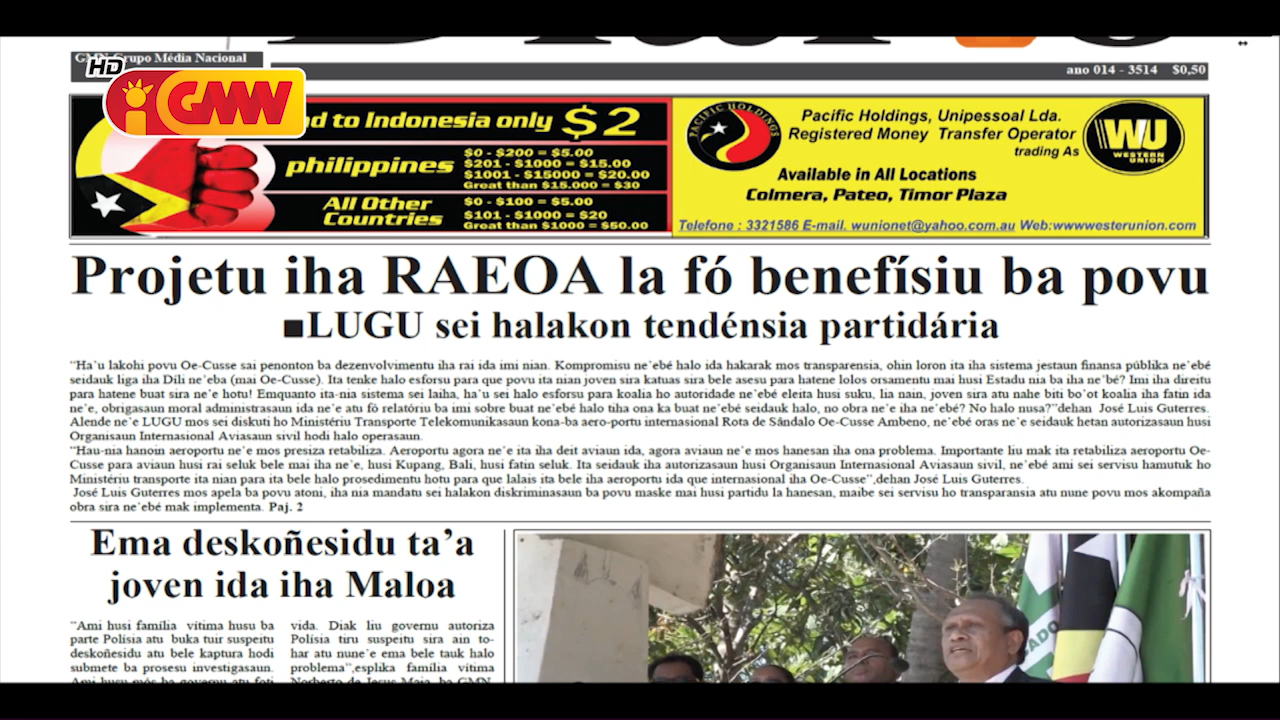 GMN Grupo Média Nacional
HD
GMN
ano 014 - 3514 $0,50
nd to Indonesia only $2
philippines
$0 - $200 = $5.00
$201 - $1000 = $15.00
$1001 - $15000 = $20.00
Great than $15.000 = $30
All Other
Countries
$0 - $100 = $5.00
$101 - $1000 = $20
Great than $1000 = $50.00
PACIFIC HOLDINGS
Pacific Holdings, Unipessoal Lda.
Registered Money Transfer Operator
trading As
WU
WESTERN
UNION
Available in All Locations
Colmera, Pateo, Timor Plaza
Telefone : 3321586 E-mail. wunionet@yahoo.com.au Web:wwwwesterunion.com
Projetu iha RAEOA la fó benefísiu ba povu
■LUGU sei halakon tendénsia partidária
“Ha’u lakohi povu Oe-Cusse sai penonton ba dezenvolvimentu iha rai ida imi nian. Kompromisu ne’ebé halo ida hakarak mos transparensia, ohin loron ita iha sistema jestaun finansa públika ne’ebé
seidauk liga iha Dili ne’eba (mai Oe-Cusse). Ita tenke halo esforsu para que povu ita nian joven sira katuas sira bele asesu para hatene lolos orsamentu mai husi Estadu nia ba iha ne’bé? Imi iha direitu
para hatene buat sira ne’e hotu! Emquanto ita-nia sistema sei laiha, ha’u sei halo esforsu para koalia ho autoridade ne’ebé eleita husi suku, lia nain, joven sira atu nahe biti bo’ot koalia iha fatin ida
ne’e, obrigasaun moral administrasaun ida ne’e atu fô relatóriu ba imi sobre buat ne’ebé halo tiha ona ka buat ne’ebé seidauk halo, no obra ne’e iha ne’ebé? No halo nusa?”dehan José Luis Guterres.
Alende ne’e LUGU mos sei diskuti ho Ministériu Transporte Telekomunikasaun kona-ba aero-portu internasional Rota de Sândalo Oe-Cusse Ambeno, ne’ebé oras ne’e seidauk hetan autorizasaun husi
Organisaun Internasional Aviasaun sivil hodi halo operasaun.
“Hau-nia hanoin aeroportu ne’e mos presiza retabiliza. Aeroportu agora ne’e ita iha deit aviaun ida, agora aviaun ne’e mos hanesan iha ona problema. Importante liu mak ita retabiliza aeroportu Oe-
Cusse para aviaun husi rai seluk bele mai iha ne’e, husi Kupang, Bali, husi fatin seluk. Ita seidauk iha autorizasaun husi Organisaun Internasional Aviasaun sivil, ne’ebé ami sei servisu hamutuk ho
Ministériu transporte ita nian para ita bele halo prosedimentu hotu para que lalais ita bele iha aeroportu ida que internasional iha Oe-Cusse”,dehan José Luis Guterres.
José Luis Guterres mos apela ba povu atoni, iha nia mandatu sei halakon diskriminasaun ba povu maske mai husi partidu la hanesan, maibe sei servisu ho transparansia atu nune povu mos akompaña
obra sira ne’ebé mak implementa. Paj. 2
Ema deskoñesidu ta’a
joven ida iha Maloa
“Ami husi família vítima husu ba
parte Polísia atu buka tuir suspeitu
deskoñesidu atu bele kaptura hodi
submete ba prosesu investigasaun.
Ami husu mós ba governu atu foti
vida. Diak liu governu autoriza
Polísia tiru suspeitu sira ain to-
har atu nune’e ema bele tauk halo
problema”,esplika família vítima
Norberto de Jesus Maia, ba GMN,